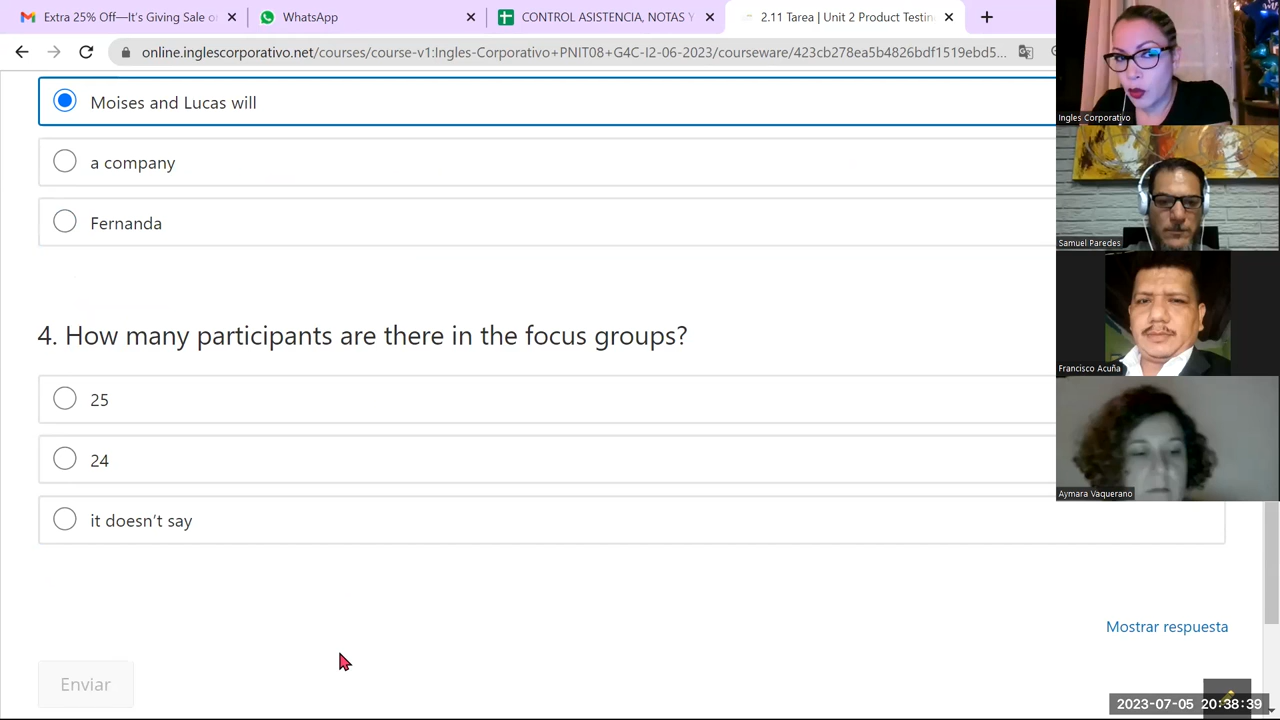 Extra 25% Off—It's Giving Sale o
WhatsApp
CONTROL ASISTENCIA, NOTAS Y
2.11 Tarea | Unit 2 Product Testin
online.inglescorporativo.net/courses/course-v1:Ingles-Corporativo+PNIT08+G4C-I2-06-2023/courseware/423cb278ea5b4826bdf1519ebd5...
Moises and Lucas will
a company
Fernanda
4. How many participants are there in the focus groups?
25
24
it doesn't say
Mostrar respuesta
Enviar
Ingles Corporativo
Samuel Paredes
Francisco Acuña
Aymara Vaquerano
2023-07-05 20:38:39